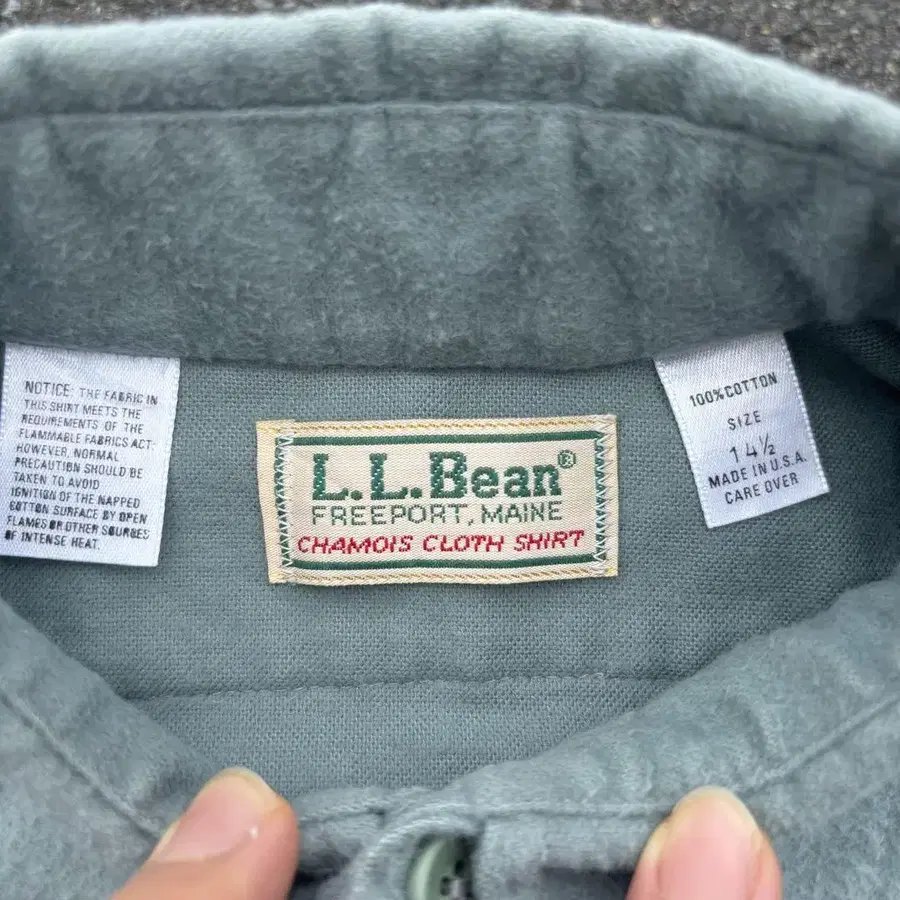 NOTICE: THE FABRIC IN
THIS SHIRT MEETS THE
REQUIREMENTS OF THE
FLAMMABLE FABRICS ACT.
HOWEVER, NORMAL
PRECAUTION SHOULD BE
TAKEN TO AVOID
IGNITION OF THE NAPPED
COTTON SURFACE BY OPEN
FLAMES OR OTHER SOURCES
OF INTENSE HEAT.
L.L.Bean®
FREEPORT, MAINE
CHAMOIS CLOTH SHIRT
100% COTTON
SIZE
14½
MADE IN U.S.A.
CARE OVER